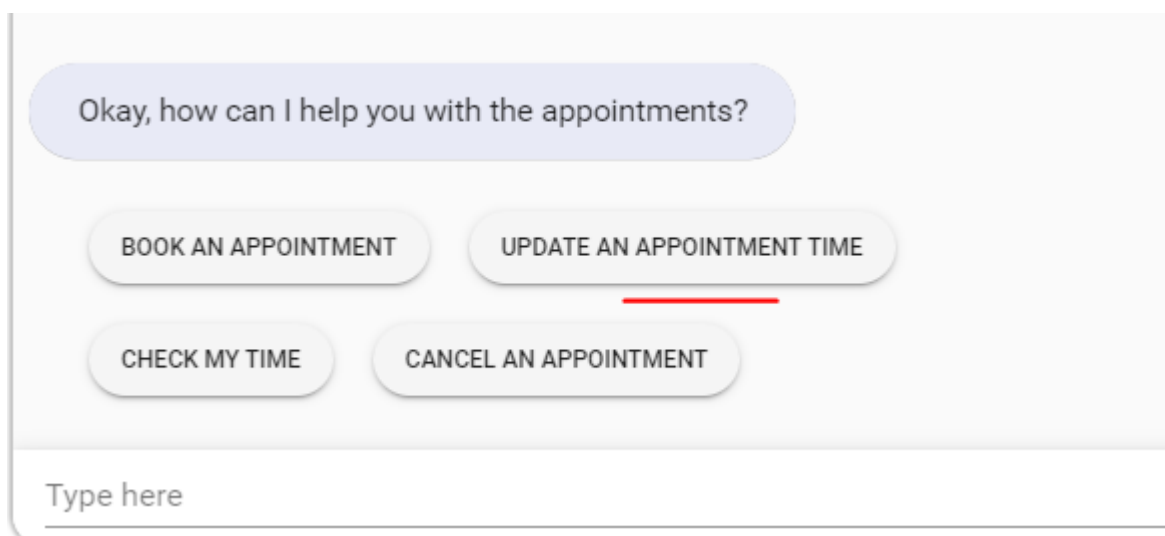 Okay, how can I help you with the appointments?
BOOK AN APPOINTMENT
UPDATE AN APPOINTMENT TIME
CHECK MY TIME
CANCEL AN APPOINTMENT
Type here